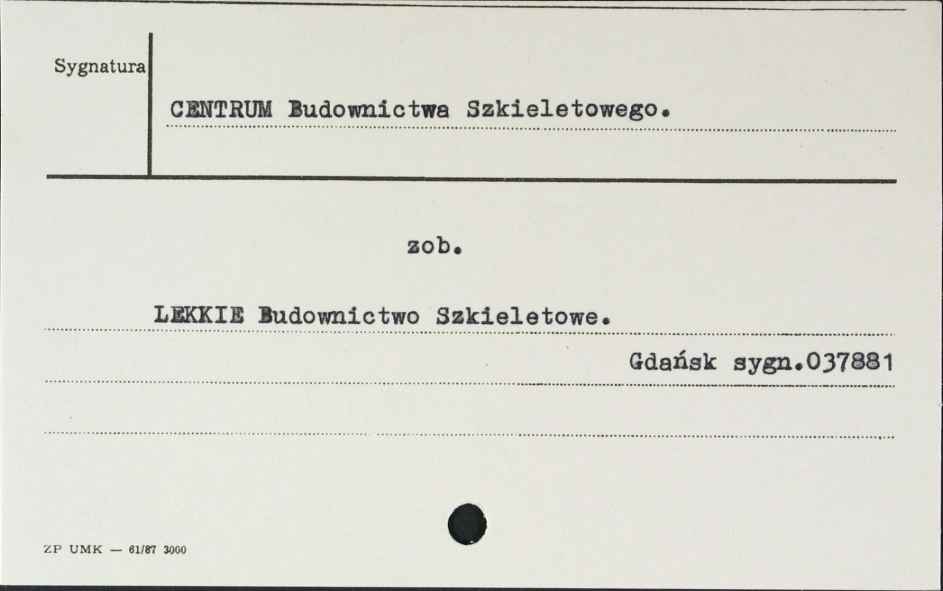 Sygnatura
CENTRUM Budownictwa Szkieletowego.
zob.
LEKKIE Budownictwo Szkieletowe.
Gdańsk sygn.037881
ZP UMK — 61/87 3000